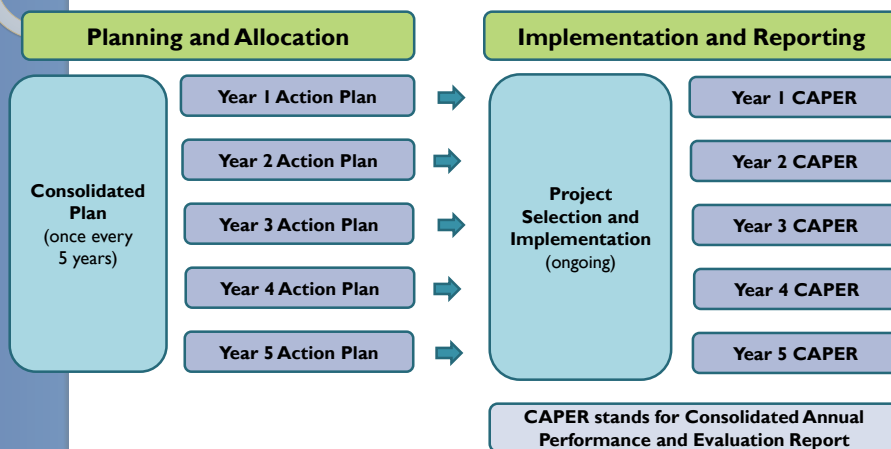 Planning and Allocation
Implementation and Reporting
Consolidated
Plan
(once every
5 years)
Year 1 Action Plan
Year 2 Action Plan
Year 3 Action Plan
Year 4 Action Plan
Year 5 Action Plan
Project
Selection and
Implementation
(ongoing)
Year 1 CAPER
Year 2 CAPER
Year 3 CAPER
Year 4 CAPER
Year 5 CAPER
CAPER stands for Consolidated Annual
Performance and Evaluation Report